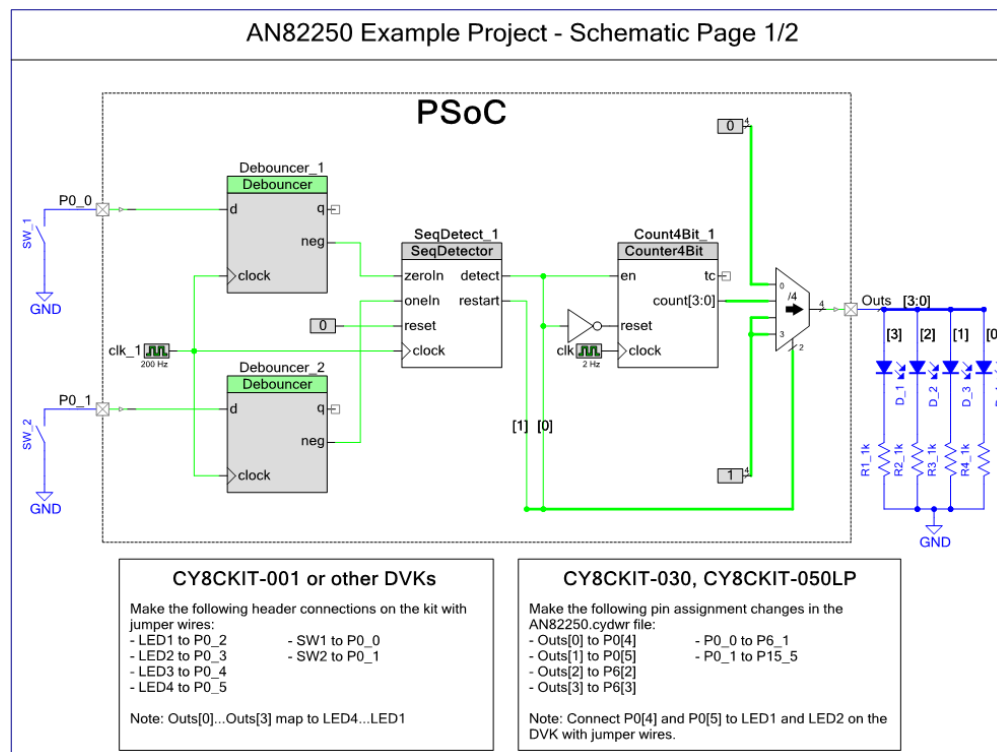 AN82250 Example Project - Schematic Page 1/2
PSoC
0
4
Debouncer_1
Debouncer
P0_0
d
q
neg
clock
SW_1
GND
SeqDetect_1
SeqDetector
zeroIn
detect
oneIn
restart
reset
clock
0
clk_1
200 Hz
Count4Bit_1
Counter4Bit
en
tc
count[3:0]
reset
clock
clk
2 Hz
0
/4
3
2
4
Outs
[3:0]
[3]
[2]
[1]
[0
D_1
D_2
D_3
R1_1k
R2_1k
R3_1k
R4_1k
GND
Debouncer_2
Debouncer
P0_1
d
q
neg
clock
SW_2
GND
[1]
[0]
1
4
CY8CKIT-001 or other DVKs
Make the following header connections on the kit with
jumper wires:
- LED1 to P0_2 - SW1 to P0_0
- LED2 to P0_3 - SW2 to P0_1
- LED3 to P0_4
- LED4 to P0_5
Note: Outs[0]...Outs[3] map to LED4...LED1
CY8CKIT-030, CY8CKIT-050LP
Make the following pin assignment changes in the
AN82250.cydwr file:
- Outs[0] to P0[4] - P0_0 to P6_1
- Outs[1] to P0[5] - P0_1 to P15_5
- Outs[2] to P6[2]
- Outs[3] to P6[3]
Note: Connect P0[4] and P0[5] to LED1 and LED2 on the
DVK with jumper wires.